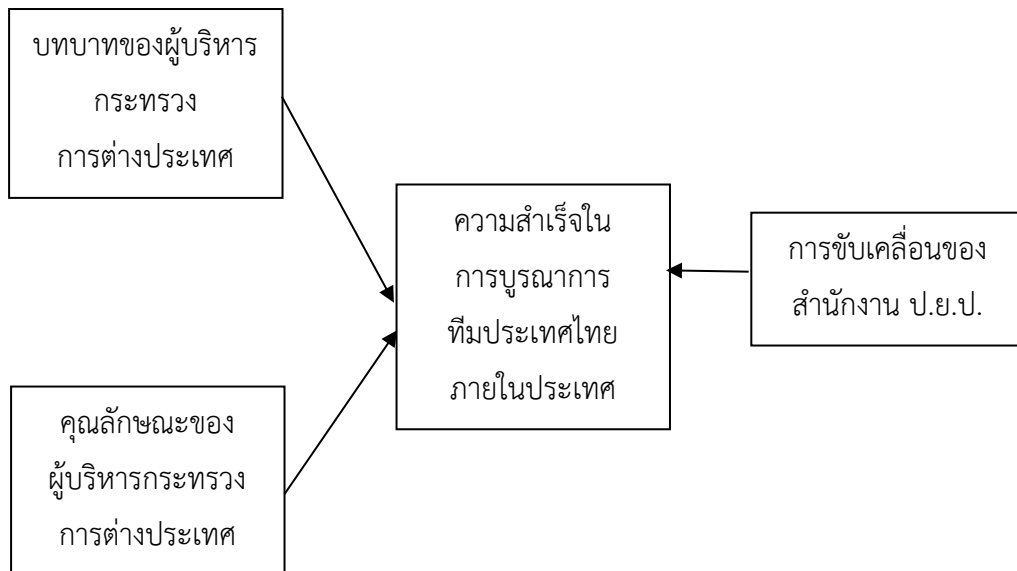 บทบาทของผู้บริหาร
กระทรวง
การต่างประเทศ
ความสำเร็จใน
การบูรณาการ
ทีมประเทศไทย
ภายในประเทศ
การขับเคลื่อนของ
สำนักงาน ป.ย.ป.
คุณลักษณะของ
ผู้บริหารกระทรวง
การต่างประเทศ